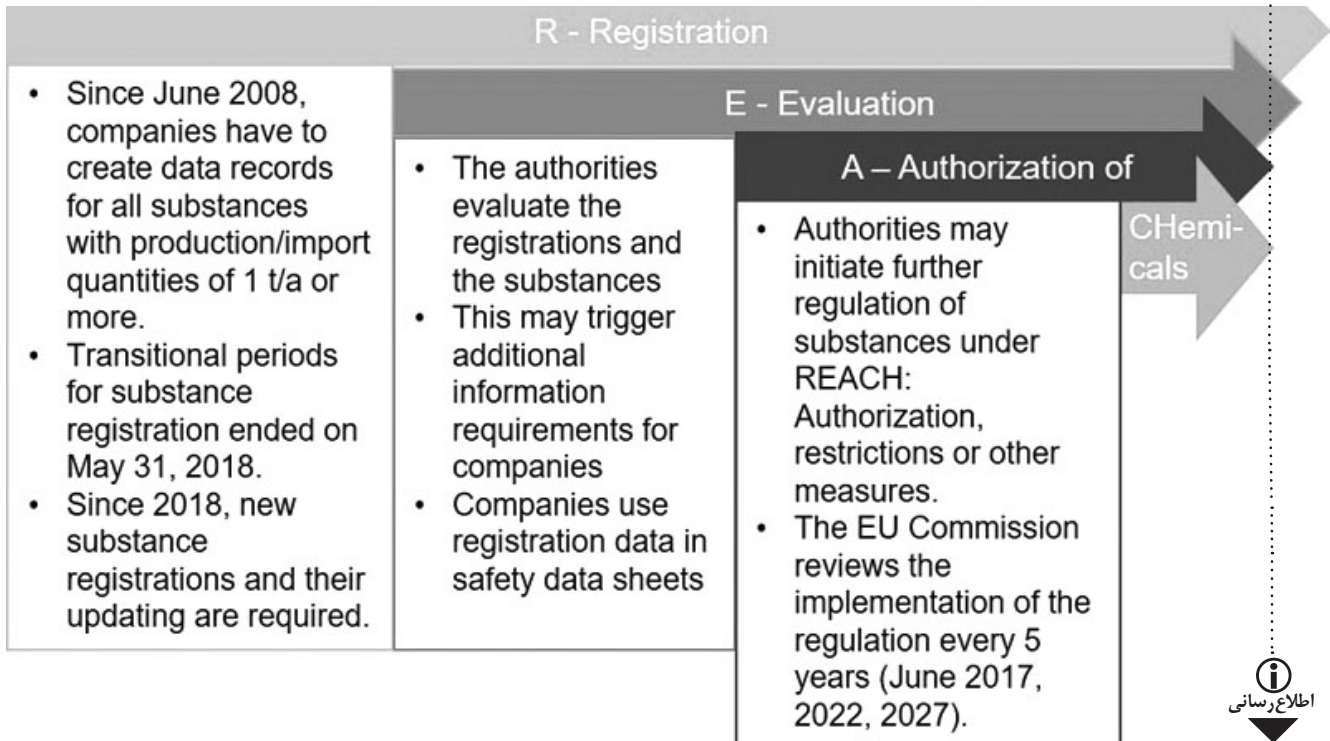 R - Registration
• Since June 2008,
companies have to
create data records
for all substances
with production/import
quantities of 1 t/a or
more.
• Transitional periods
for substance
registration ended on
May 31, 2018.
• Since 2018, new
substance
registrations and their
updating are required.
E - Evaluation
• The authorities
evaluate the
registrations and
the substances
• This may trigger
additional
information
requirements for
companies
• Companies use
registration data in
safety data sheets
A – Authorization of
• Authorities may
initiate further
regulation of
substances under
REACH:
Authorization,
restrictions or other
measures.
• The EU Commission
reviews the
implementation of the
regulation every 5
years (June 2017,
2022, 2027).
CHemi-
cals
اطلاع‌رسانی